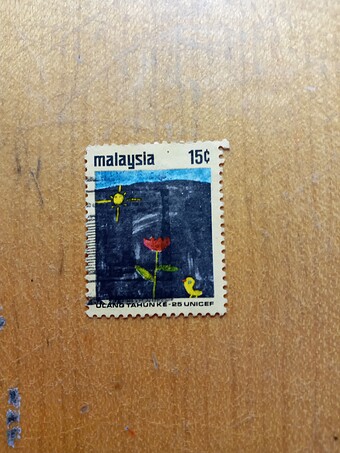 malaysia 15¢
ULANG TAHUN KE - 25 UNICEF